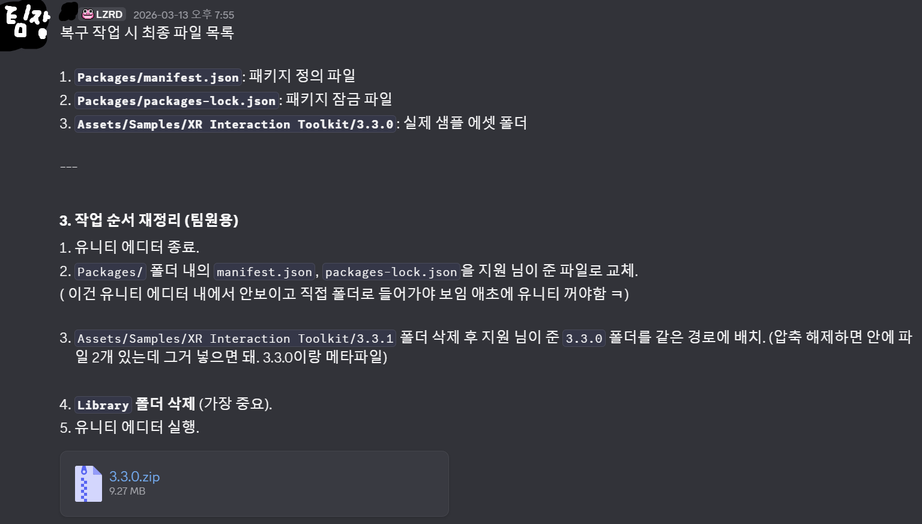 팀장
LZRD 2026-03-13 오후 7:55
복구 작업 시 최종 파일 목록
1. Packages/manifest.json: 패키지 정의 파일
2. Packages/packages-lock.json: 패키지 잠금 파일
3. Assets/Samples/XR Interaction Toolkit/3.3.0: 실제 샘플 에셋 폴더
---
3. 작업 순서 재정리 (팀원용)
1. 유니티 에디터 종료.
2. Packages/ 폴더 내의 manifest.json, packages-lock.json을 지원 님이 준 파일로 교체.
( 이건 유니티 에디터 내에서 안보이고 직접 폴더로 들어가야 보임 애초에 유니티 꺼야함 ㅋ)
3. Assets/Samples/XR Interaction Toolkit/3.3.1 폴더 삭제 후 지원 님이 준 3.3.0 폴더를 같은 경로에 배치. (압축 해제하면 안에 파
일 2개 있는데 그거 넣으면 돼. 3.3.0이랑 메타파일)
4. Library 폴더 삭제 (가장 중요).
5. 유니티 에디터 실행.
3.3.0.zip
9.27 MB